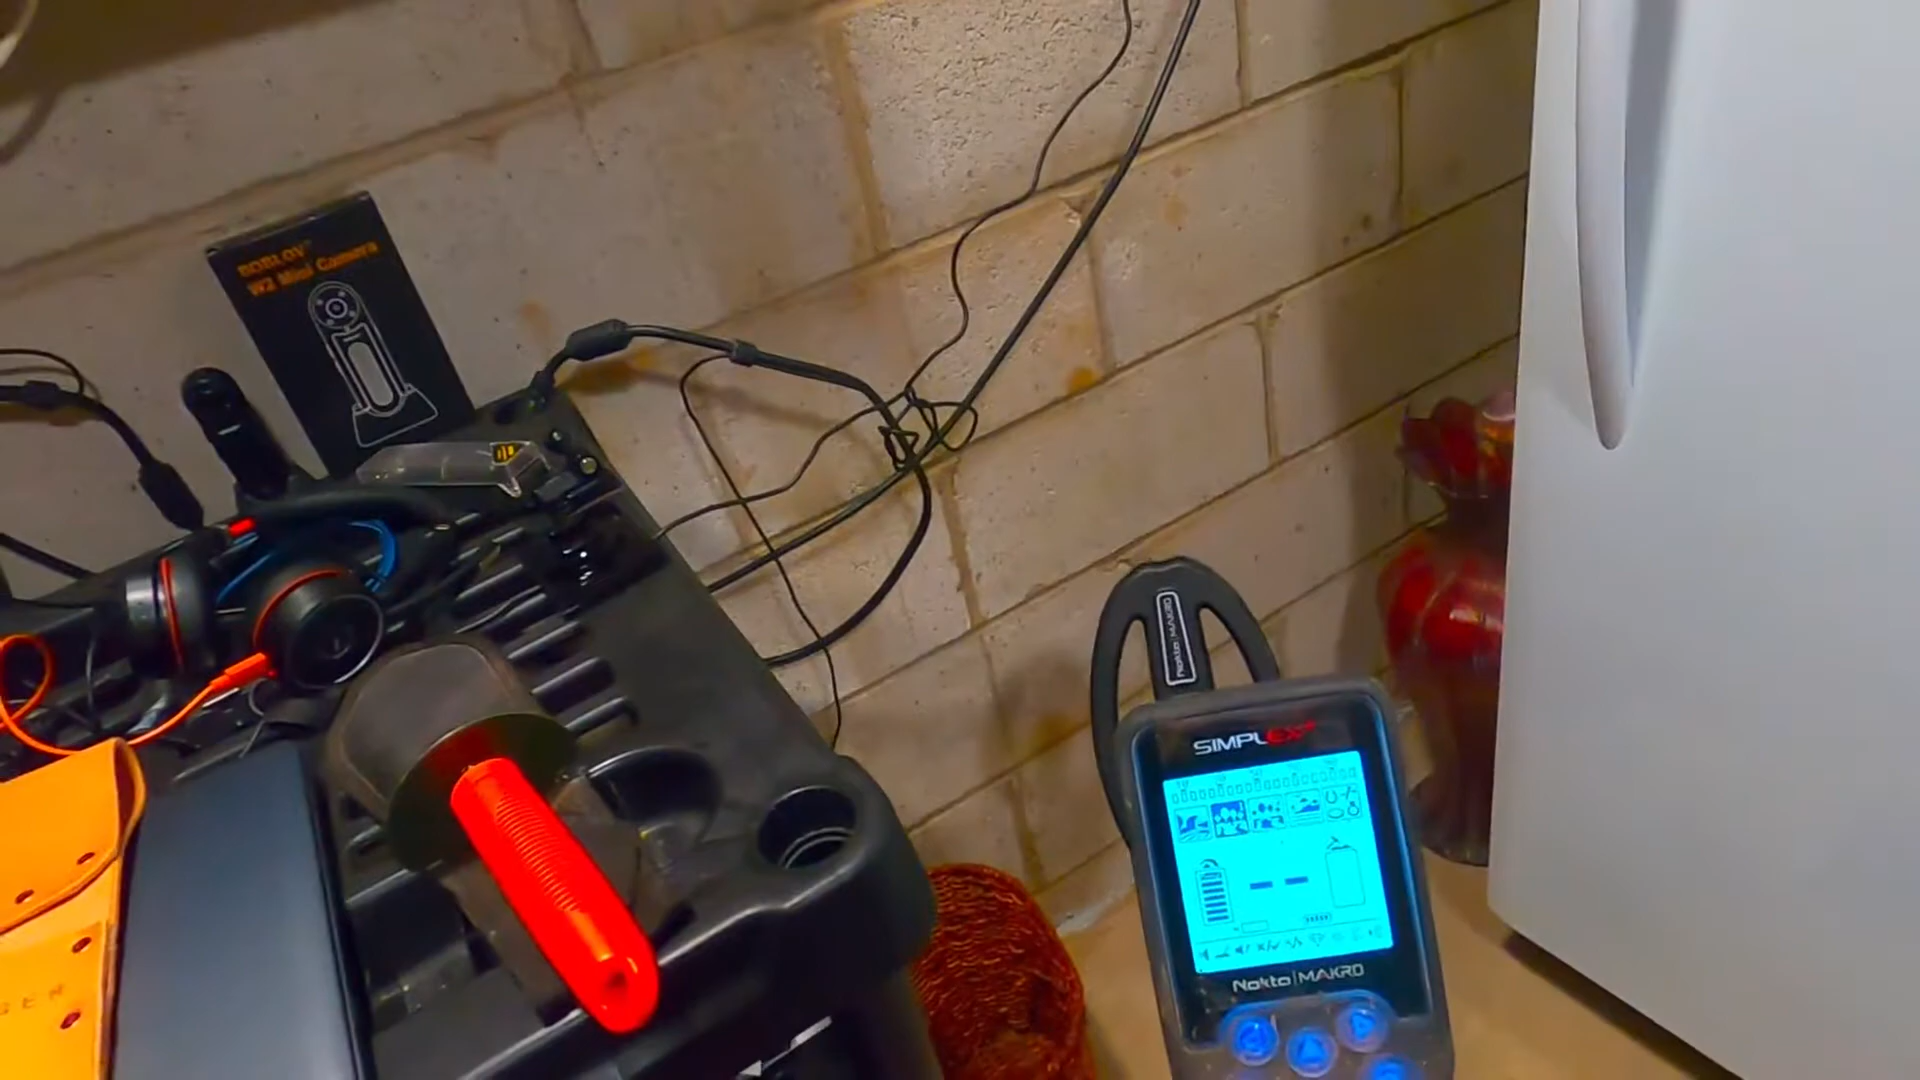 BOBLOV
W2 Mini Camera
Nokta|MAKRO
SIMPLEX+
Nokta|MAKRO